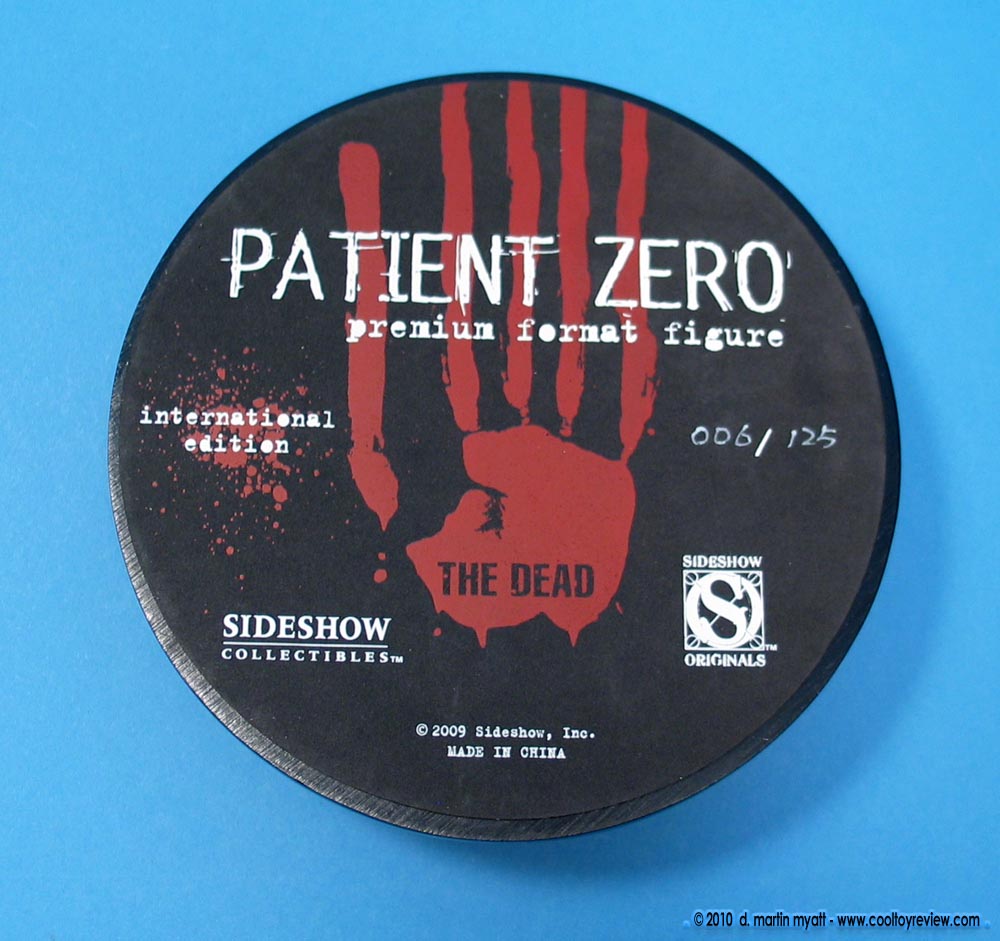 PATIENT ZERO
premium format figure
international
edition
006/125
THE DEAD
SIDESHOW
COLLECTIBLES™
SIDESHOW
S
™
ORIGINALS
© 2009 Sideshow, Inc.
MADE IN CHINA
© 2010 d. martin myatt - www.cooltoyreview.com